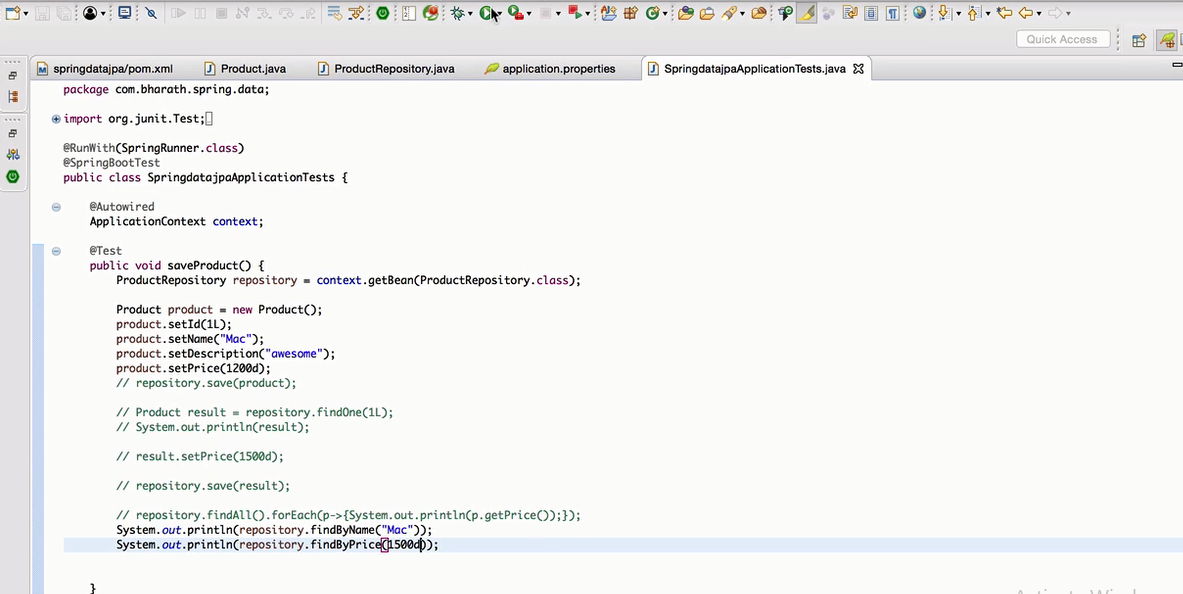 Quick Access
springdatajpa/pom.xml
Product.java
ProductRepository.java
application.properties
SpringdatajpaApplicationTests.java
package com.bharath.spring.data;
import org.junit.Test;
@RunWith(SpringRunner.class)
@SpringBootTest
public class SpringdatajpaApplicationTests {
@Autowired
ApplicationContext context;
@Test
public void saveProduct() {
ProductRepository repository = context.getBean(ProductRepository.class);
Product product = new Product();
product.setId(1L);
product.setName("Mac");
product.setDescription("awesome");
product.setPrice(1200d);
// repository.save(product);
// Product result = repository.findOne(1L);
// System.out.println(result);
// result.setPrice(1500d);
// repository.save(result);
// repository.findAll().forEach(p->{System.out.println(p.getPrice());});
System.out.println(repository.findByName("Mac"));
System.out.println(repository.findByPrice(1500d));
}